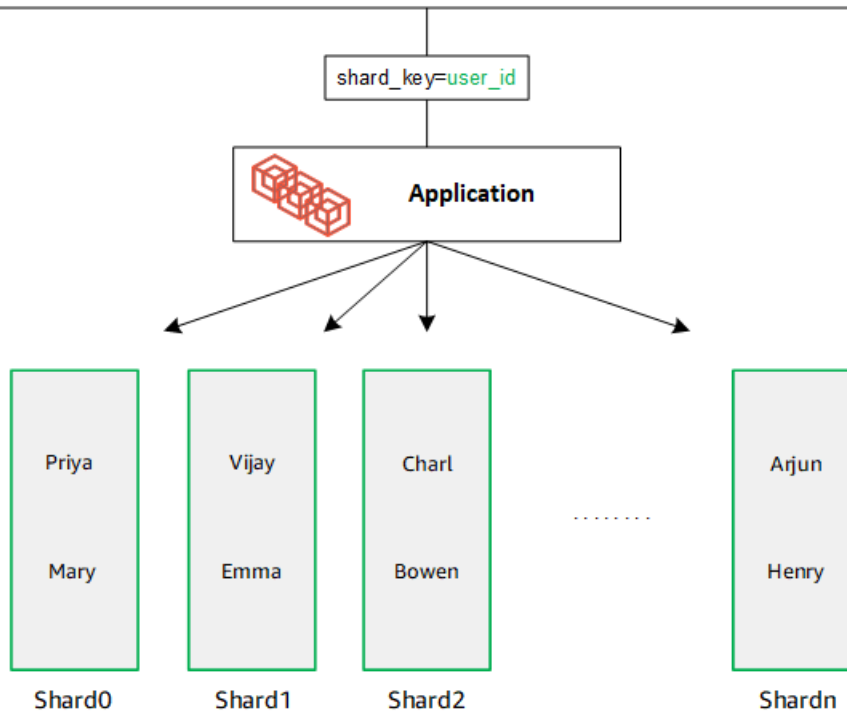 shard_key=user_id
Application
Priya
Vijay
Charl
Arjun
........
Mary
Emma
Bowen
Henry
Shard0
Shard1
Shard2
Shardn